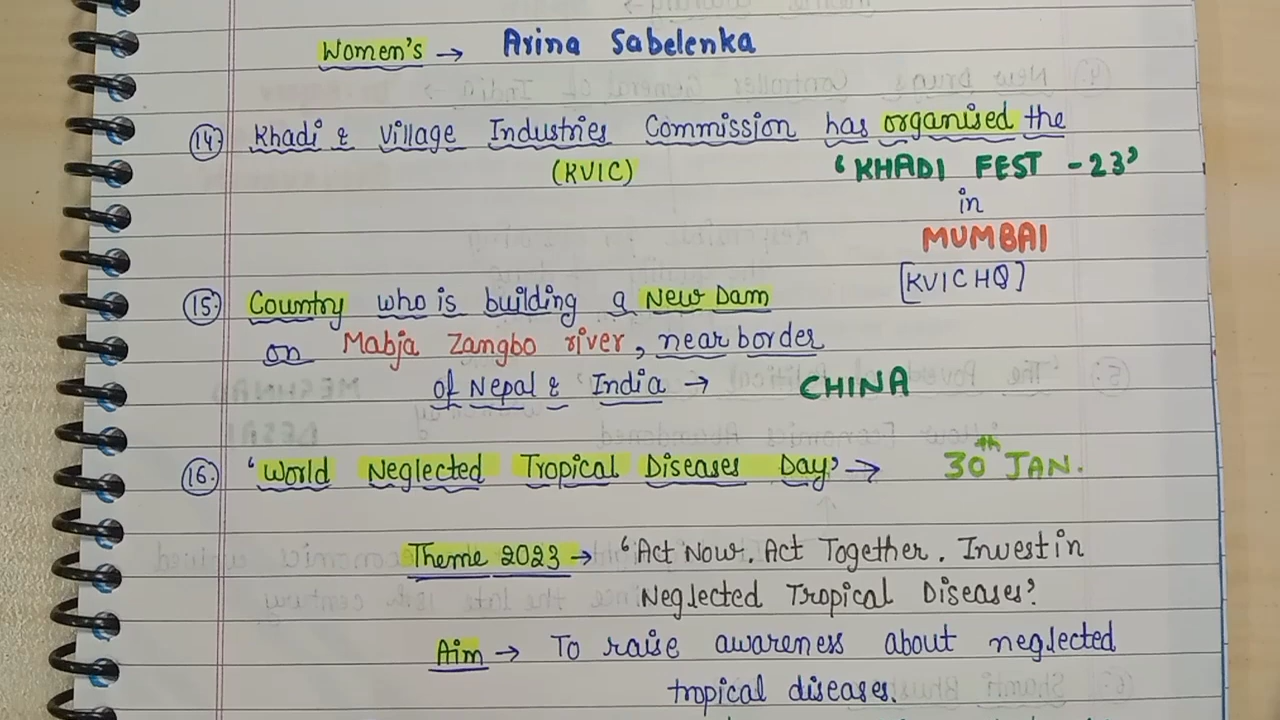 Women's → Arina Sabelenka
14) Khadi & Village Industries Commission has organised the
(KVIC) 'KHADI FEST -23'
in
MUMBAI
[KVIC HQ]
15) Country who is building a New Dam
on Mabja Zangbo river, near border
of Nepal & India → CHINA
16. 'World Neglected Tropical Diseases Day' → 30th JAN.
Theme 2023 → 'Act Now. Act Together. Invest in
Neglected Tropical Diseases'.
Aim → To raise awareness about neglected
tropical diseases.